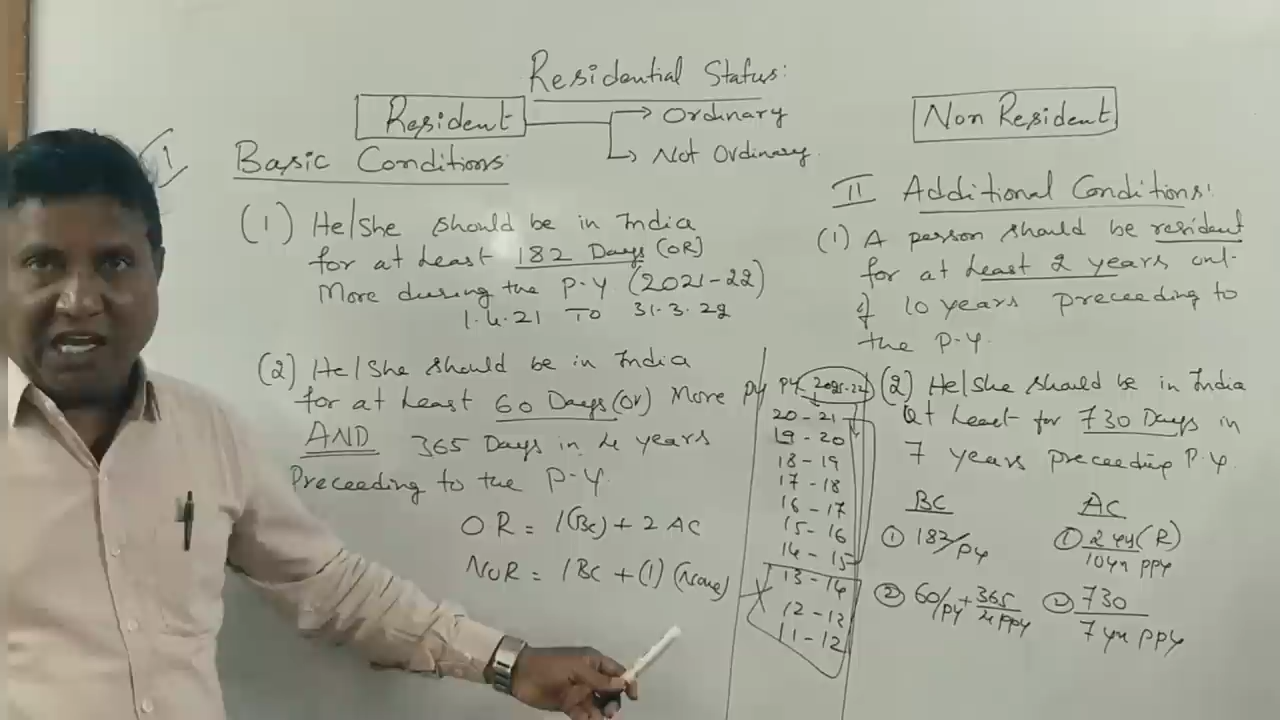 Residential Status:
Resident
Ordinary
Not Ordinary
Non Resident
I
Basic Conditions
(1) He/She should be in India
for at Least 182 Days (OR)
More during the P.Y (2021-22)
1.4.21 TO 31.3.22
(2) He/She should be in India
for at Least 60 Days (or) More
AND 365 Days in 4 years
Preceeding to the P.Y.
OR = 1(BC) + 2 AC
NOR = 1BC + (1) (None)
PY PY 2021-22
20-21
19-20
18-19
17-18
16-17
15-16
14-15
13-14
12-13
11-12
II Additional Conditions:
(1) A person should be resident
for at Least 2 years out
of 10 years preceeding to
the P.Y.
(2) He/She should be in India
at least for 730 Days in
7 years preceeding P.Y.
BC
① 182/PY
② 60/PY + 365/4 PPY
AC
① 2 yr (R)/10 yr PPY
② 730/7 yr PPY